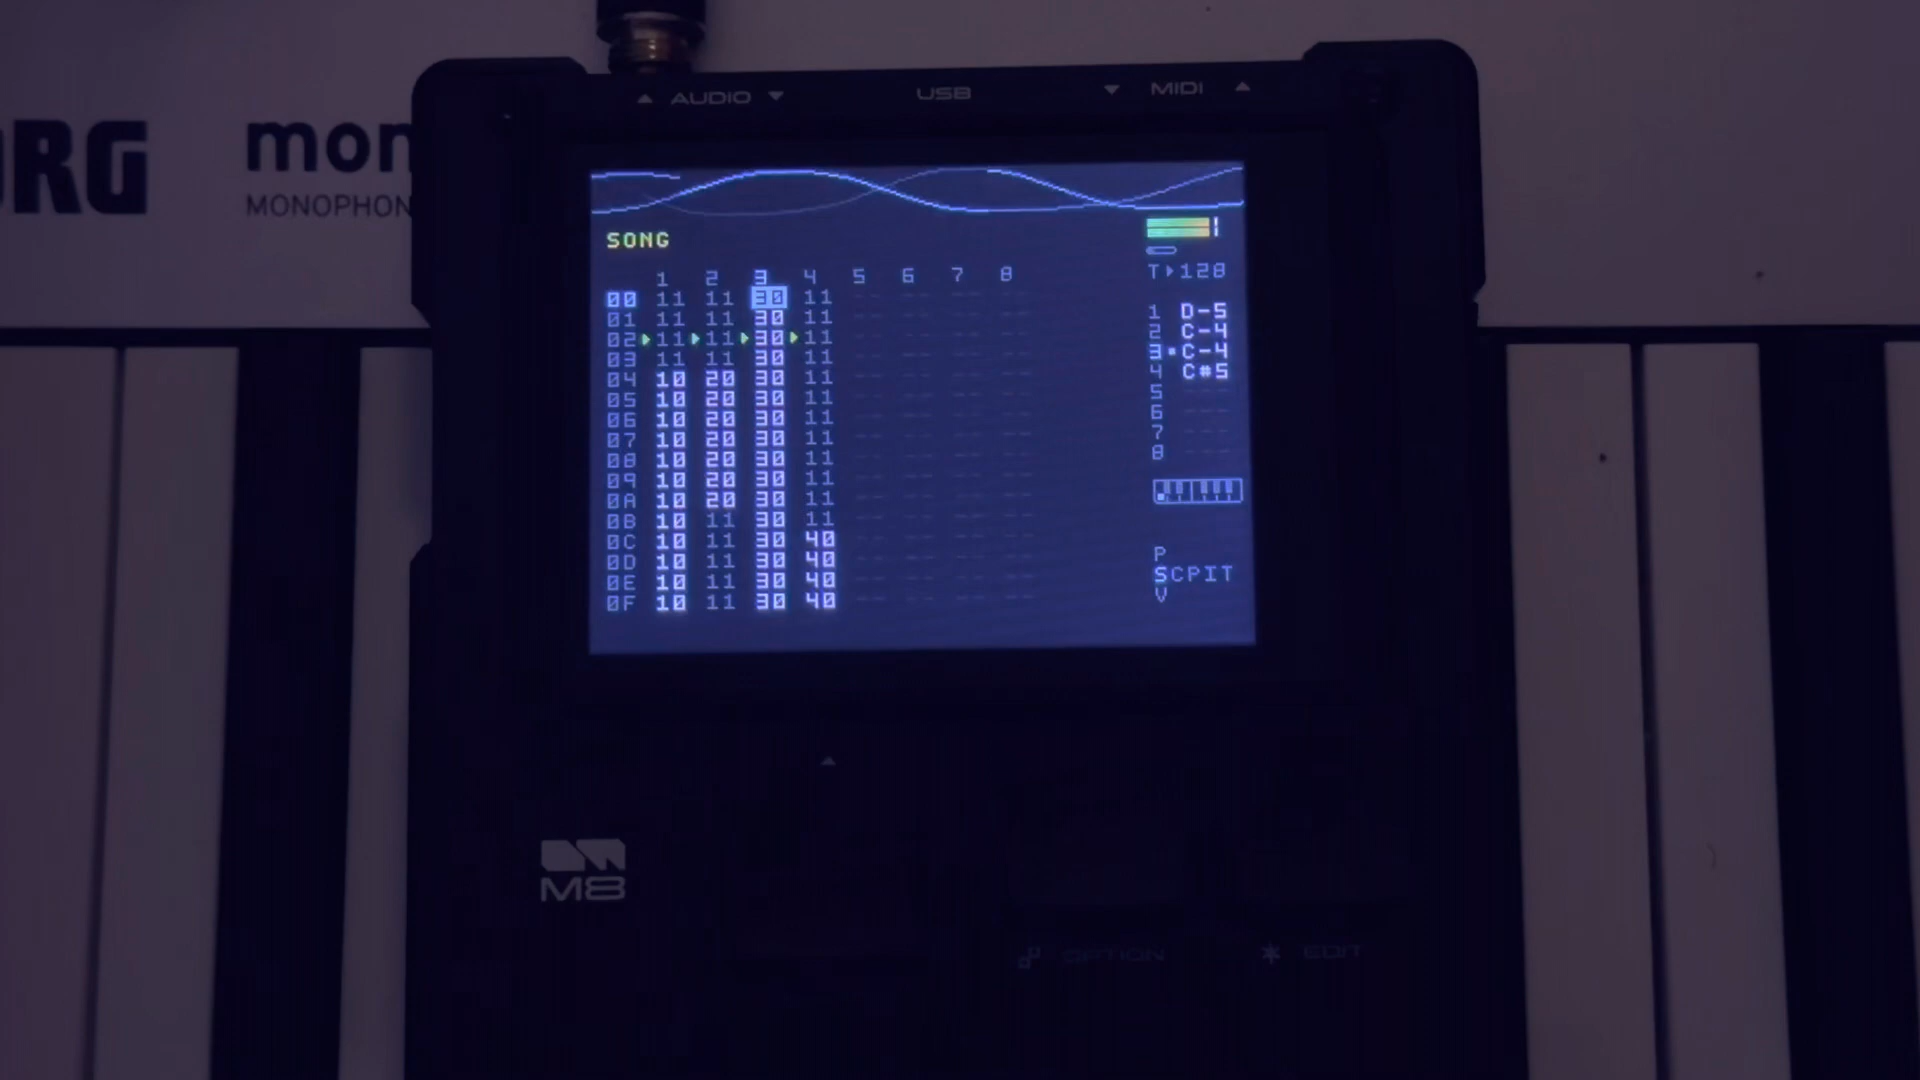 AUDIO USB MIDI
ORG mon
MONOPHON
SONG
T 128
1 2 3 4 5 6 7 8
00 11 11 30 11 -- -- -- --
01 11 11 30 11 -- -- -- --
02 11 11 30 11 -- -- -- --
03 11 11 30 11 -- -- -- --
04 10 20 30 11 -- -- -- --
05 10 20 30 11 -- -- -- --
06 10 20 30 11 -- -- -- --
07 10 20 30 11 -- -- -- --
08 10 20 30 11 -- -- -- --
09 10 20 30 11 -- -- -- --
0A 10 20 30 11 -- -- -- --
0B 10 11 30 11 -- -- -- --
0C 10 11 30 40 -- -- -- --
0D 10 11 30 40 -- -- -- --
0E 10 11 30 40 -- -- -- --
0F 10 11 30 40 -- -- -- --
1 D-5
2 C-4
3 C-4
4 C#5
5 ---
6 ---
7 ---
8 ---
P
SCPIT
V
M8
OPTION EDIT